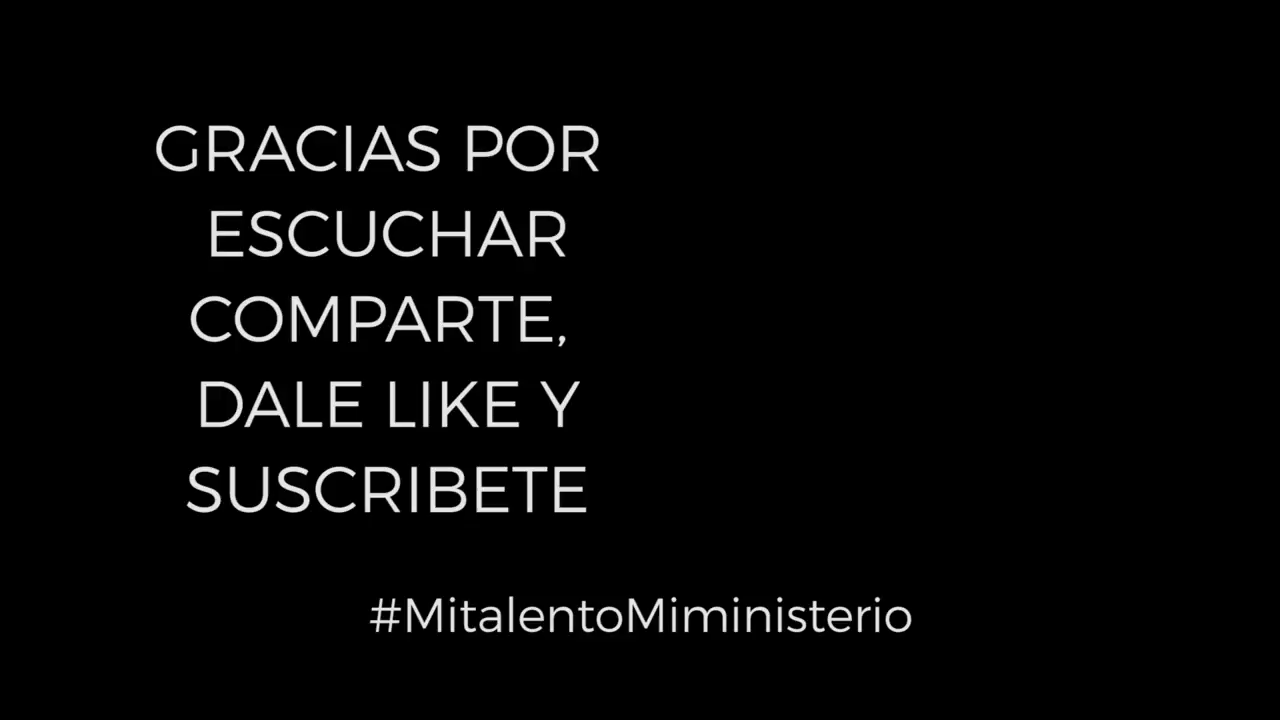 GRACIAS POR
ESCUCHAR
COMPARTE,
DALE LIKE Y
SUSCRIBETE
#MitalentoMiministerio